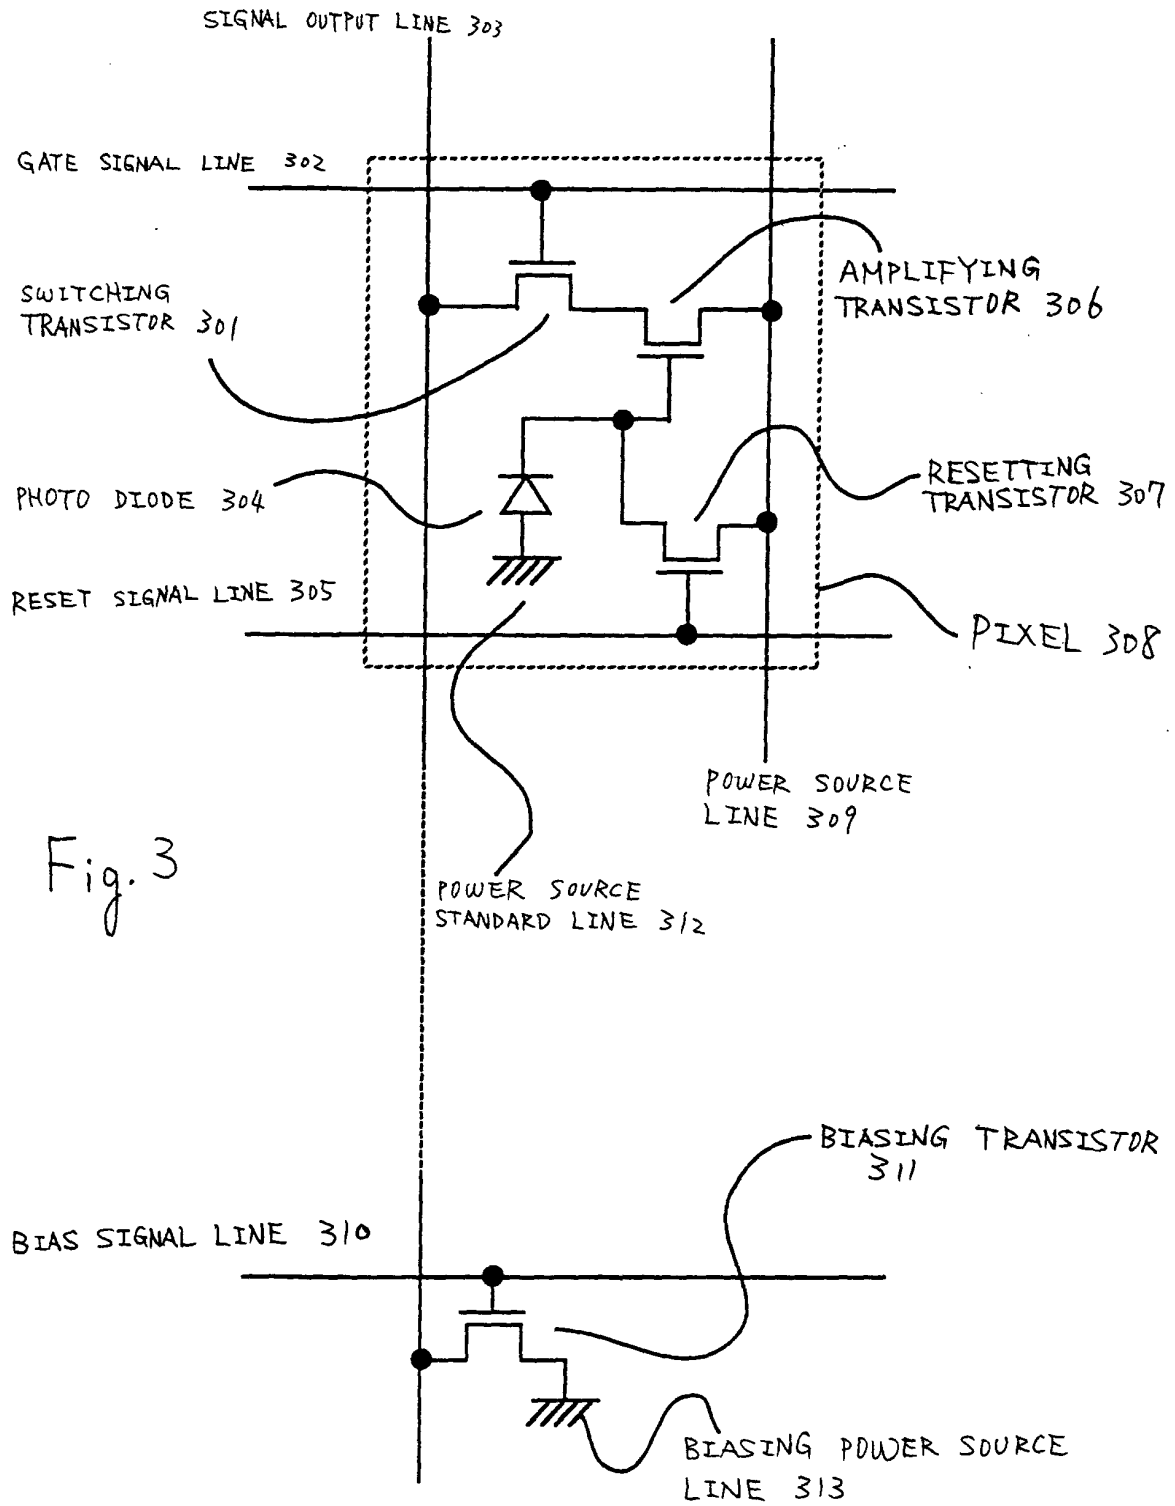 SIGNAL OUTPUT LINE 303
GATE SIGNAL LINE 302
SWITCHING
TRANSISTOR 301
AMPLIFYING
TRANSISTOR 306
PHOTO DIODE 304
RESETTING
TRANSISTOR 307
RESET SIGNAL LINE 305
PIXEL 308
POWER SOURCE
LINE 309
Fig. 3
POWER SOURCE
STANDARD LINE 312
BIASING TRANSISTOR
311
BIAS SIGNAL LINE 310
BIASING POWER SOURCE
LINE 313